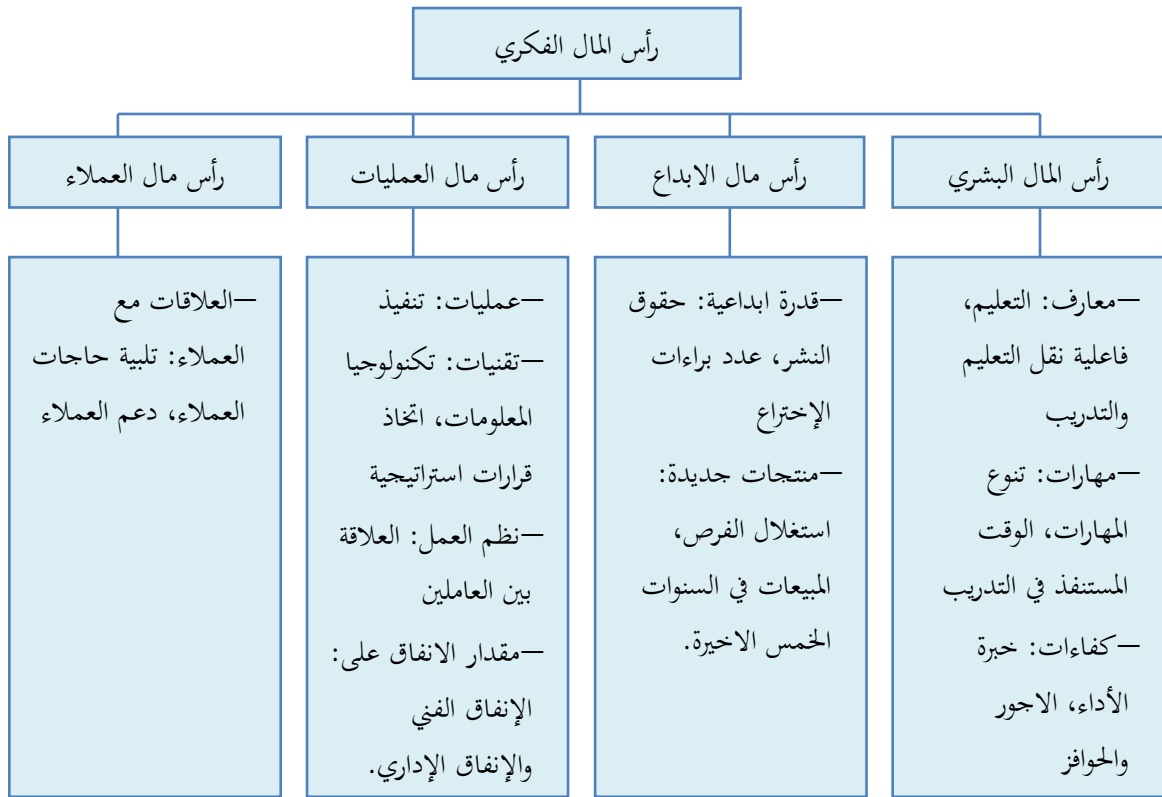 رأس المال الفكري
رأس المال البشري
رأس مال الابداع
رأس مال العمليات
رأس مال العملاء
—معارف: التعليم،
فاعلية نقل التعليم
والتدريب
—مهارات: تنوع
المهارات، الوقت
المستنفذ في التدريب
—كفاءات: خبرة
الأداء، الاجور
والحوافز
—قدرة ابداعية: حقوق
النشر، عدد براءات
الإختراع
—منتجات جديدة:
استغلال الفرص،
المبيعات في السنوات
الخمس الاخيرة.
—عمليات: تنفيذ
—تقنيات: تكنولوجيا
المعلومات، اتخاذ
قرارات استراتيجية
—نظم العمل: العلاقة
بين العاملين
—مقدار الانفاق على:
الإنفاق الفني
والإنفاق الإداري.
—العلاقات مع
العملاء: تلبية حاجات
العملاء، دعم العملاء